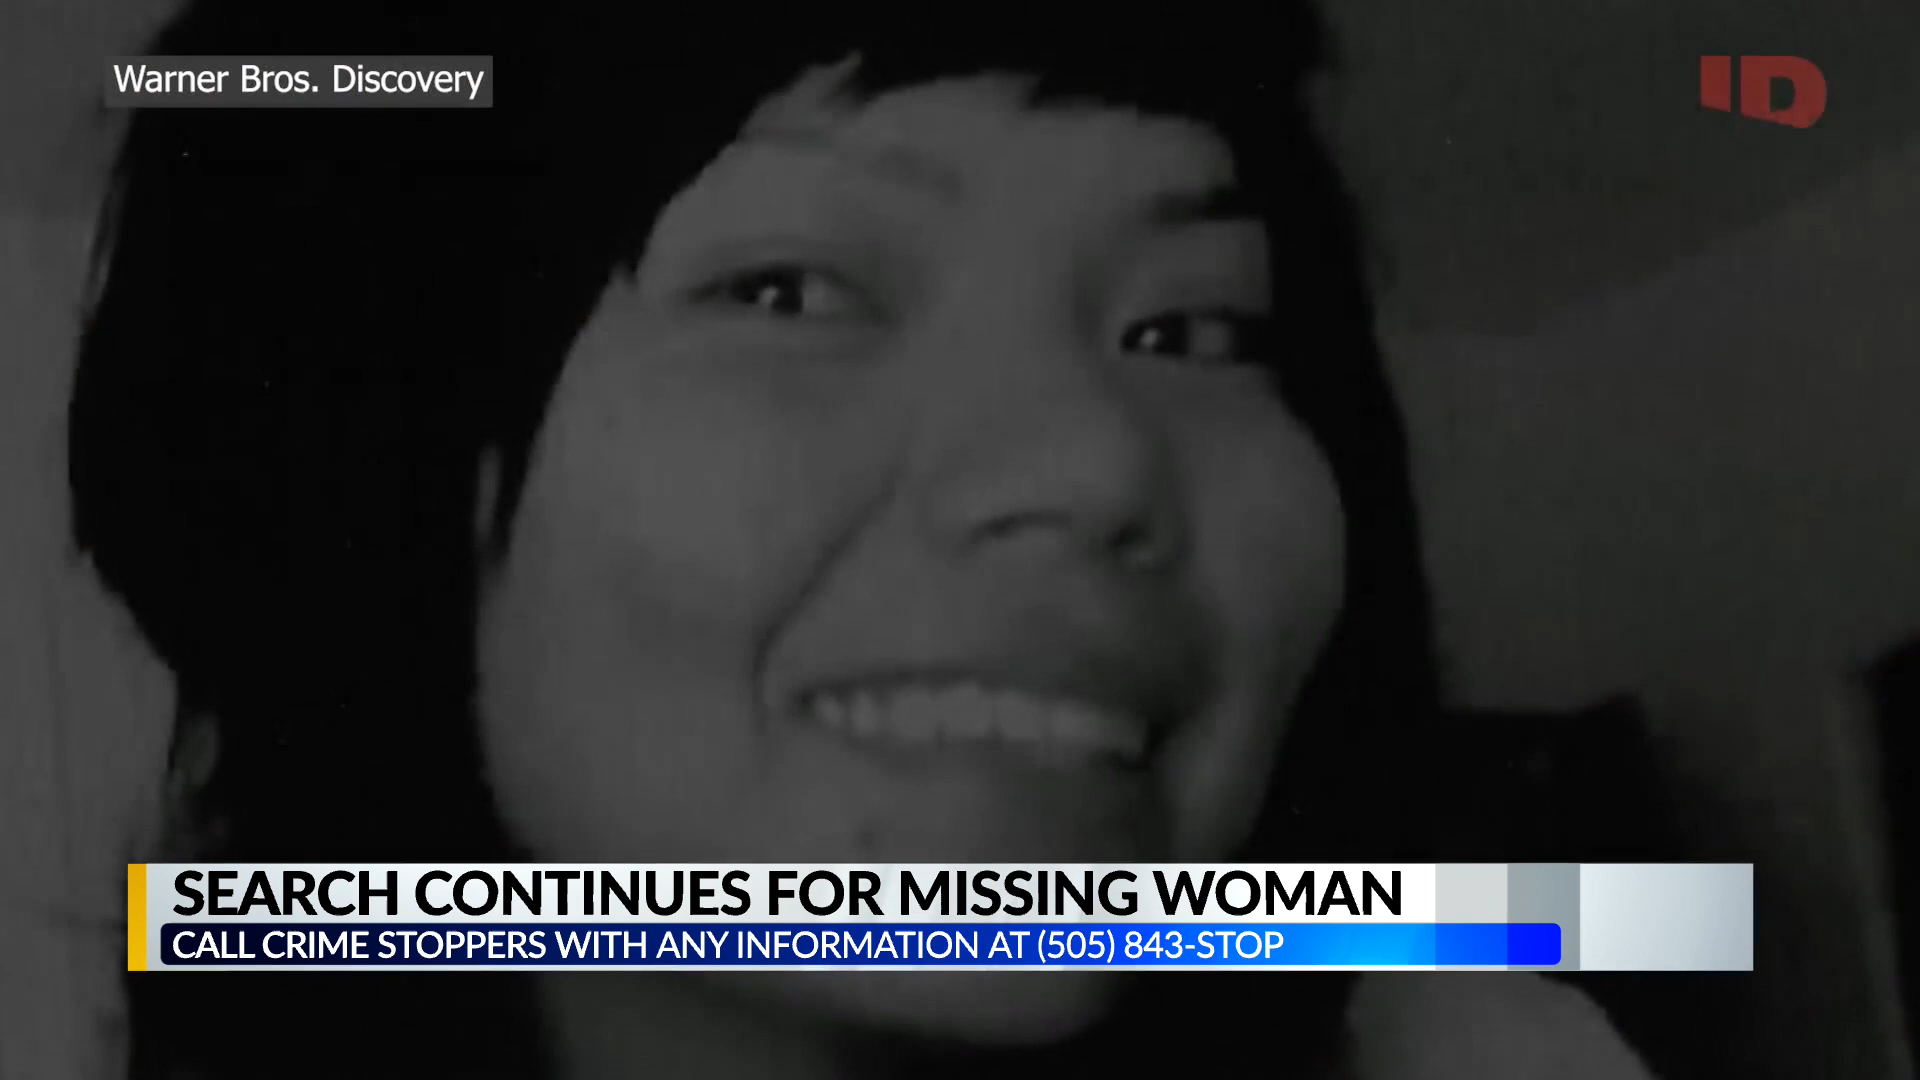 Warner Bros. Discovery
ID
SEARCH CONTINUES FOR MISSING WOMAN
CALL CRIME STOPPERS WITH ANY INFORMATION AT (505) 843-STOP